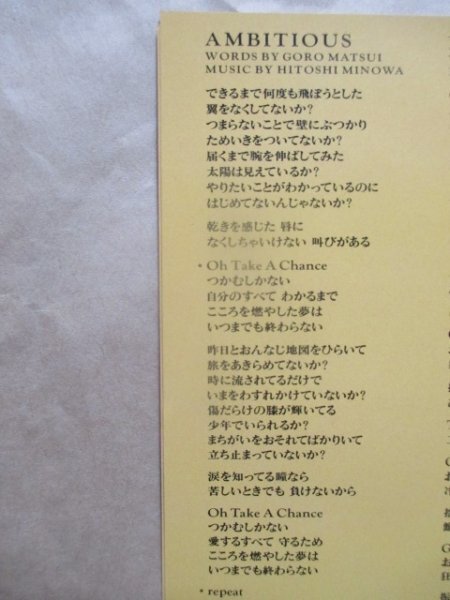 AMBITIOUS
WORDS BY GORO MATSUI
MUSIC BY HITOSHI MINOWA
できるまで何度も飛ぼうとした
翼をなくしてないか?
つまらないことで壁にぶつかり
ためいきをついてないか?
届くまで腕を伸ばしてみた
太陽は見えているか?
やりたいことがわかっているのに
はじめてないんじゃないか?
乾きを感じた 唇に
なくしちゃいけない 叫びがある
* Oh Take A Chance
つかむしかない
自分のすべて わかるまで
こころを燃やした夢は
いつまでも終わらない
昨日とおんなじ地図をひらいて
旅をあきらめてないか?
時に流されてるだけで
いまをわすれかけていないか?
傷だらけの膝が輝いてる
少年でいられるか?
まちがいをおそれてばかりいて
立ち止まっていないか?
涙を知ってる瞳なら
苦しいときでも 負けないから
Oh Take A Chance
つかむしかない
愛するすべて 守るため
こころを燃やした夢は
いつまでも終わらない
* repeat